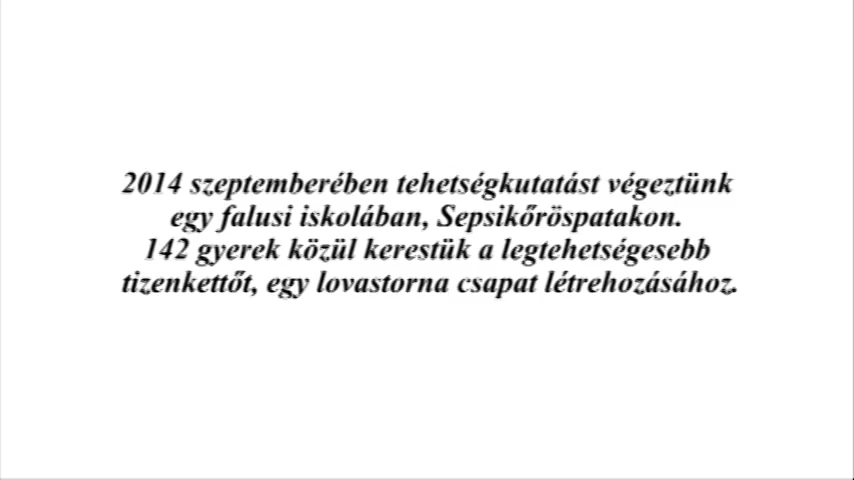 2014 szeptemberében tehetségkutatást végeztünk
egy falusi iskolában, Sepsikőröspatakon.
142 gyerek közül kerestük a legtehetségesebb
tizenkettőt, egy lovastorna csapat létrehozásához.